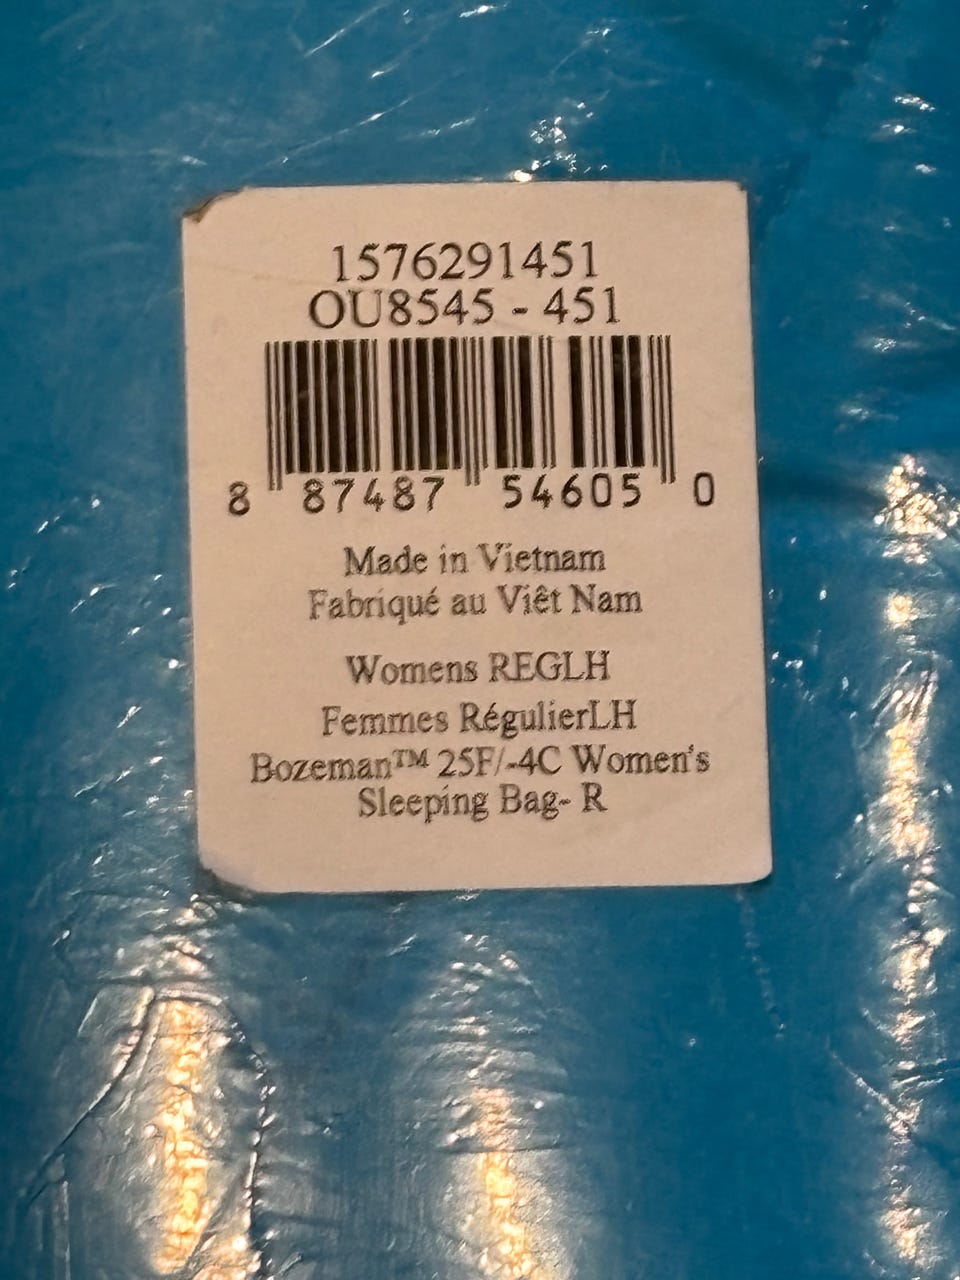 1576291451
OU8545 - 451
8 87487 54605 0
Made in Vietnam
Fabriqué au Viêt Nam
Womens REGLH
Femmes RégulierLH
Bozeman™ 25F/-4C Women's
Sleeping Bag- R